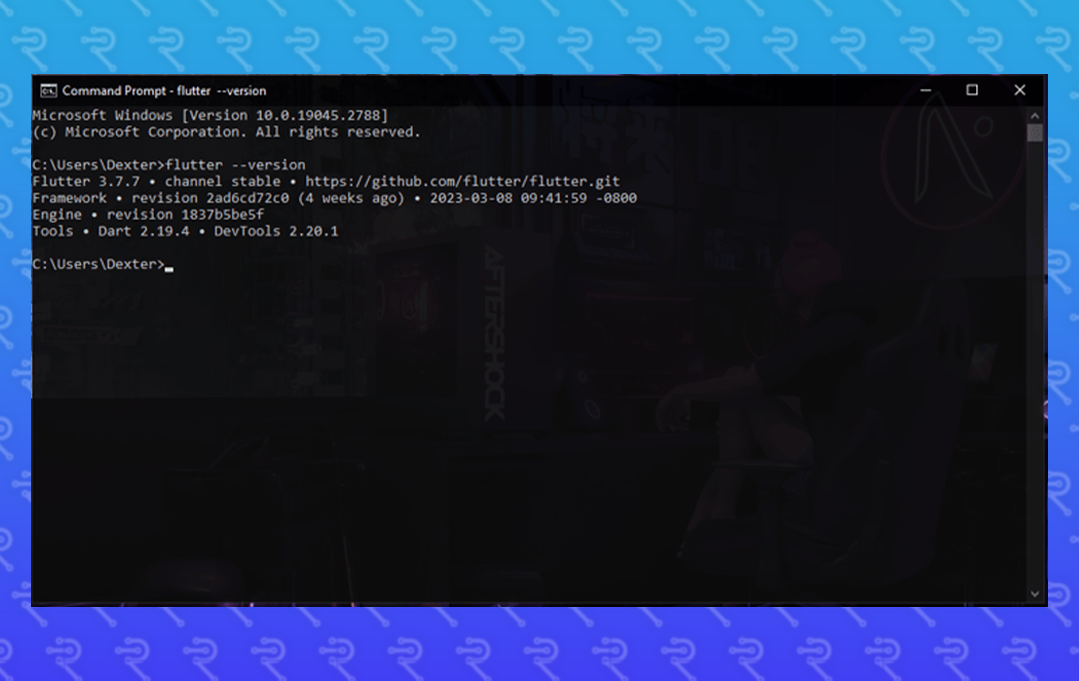 Command Prompt - flutter --version
Microsoft Windows [Version 10.0.19045.2788]
(c) Microsoft Corporation. All rights reserved.
C:\Users\Dexter>flutter --version
Flutter 3.7.7 • channel stable • https://github.com/flutter/flutter.git
Framework • revision 2ad6cd72c0 (4 weeks ago) • 2023-03-08 09:41:59 -0800
Engine • revision 1837b5be5f
Tools • Dart 2.19.4 • DevTools 2.20.1
C:\Users\Dexter>
AFTERSHOCK